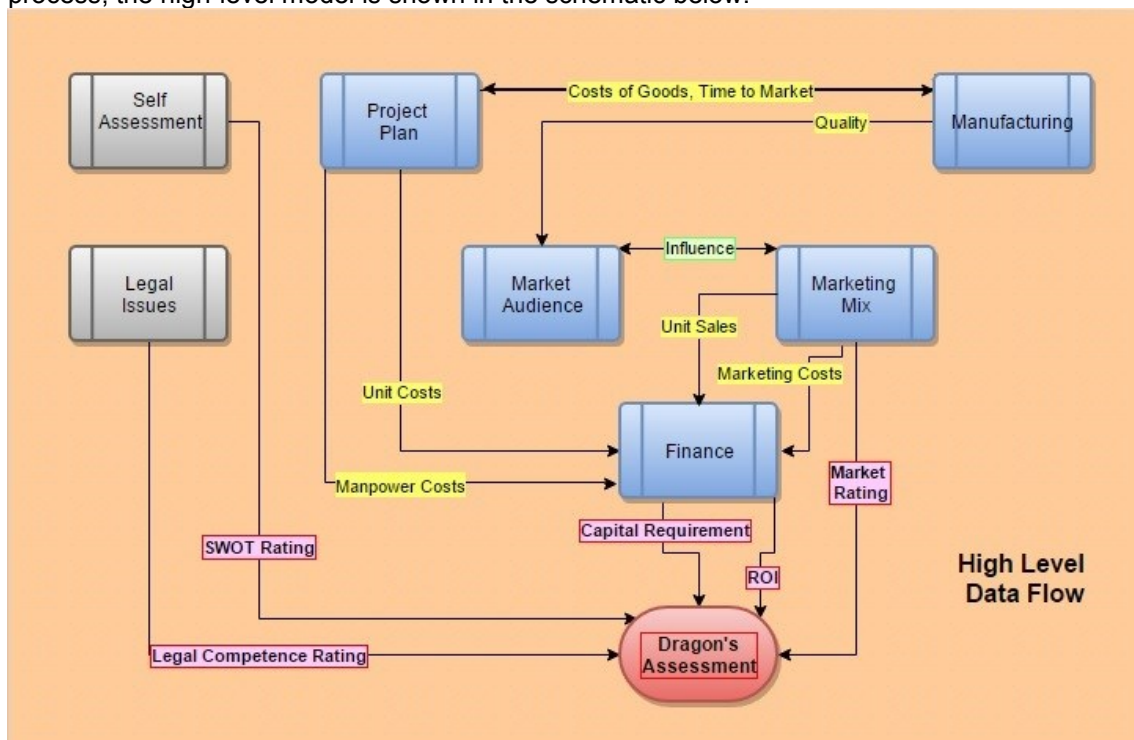 process, the high level model is shown in the schematic below.
Self
Assessment
Project
Plan
Costs of Goods, Time to Market
Manufacturing
Quality
Legal
Issues
Market
Audience
Influence
Marketing
Mix
Unit Sales
Marketing Costs
Unit Costs
Finance
Manpower Costs
Market
Rating
Capital Requirement
SWOT Rating
ROI
High Level
Data Flow
Dragon's
Assessment
Legal Competence Rating